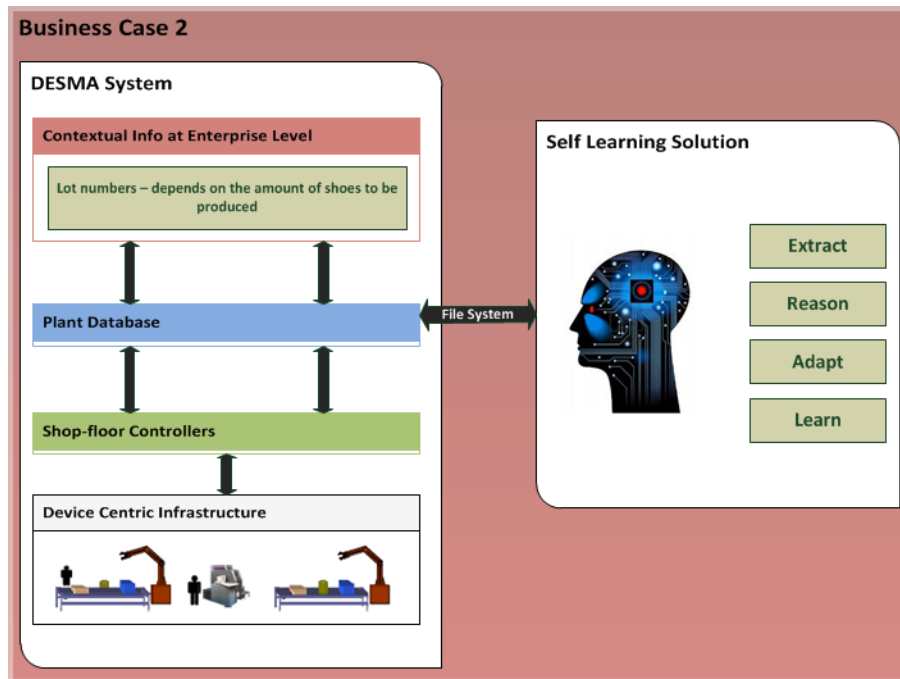 Business Case 2
DESMA System
Contextual Info at Enterprise Level
Lot numbers – depends on the amount of shoes to be
produced
Plant Database
File System
Shop-floor Controllers
Device Centric Infrastructure
Self Learning Solution
Extract
Reason
Adapt
Learn